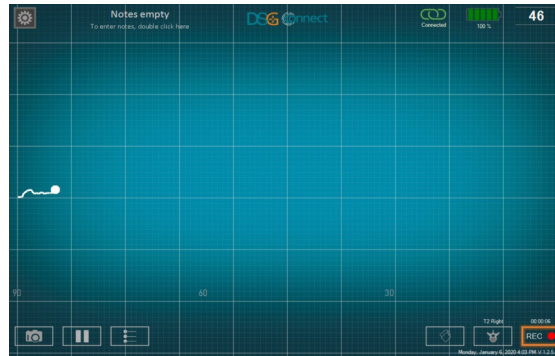 Notes empty
To enter notes, double click here
DSG Connect
Connected
100 %
46
90
60
30
T2 Right
00:00:06
REC
Monday, January 6, 2020 4:03 PM